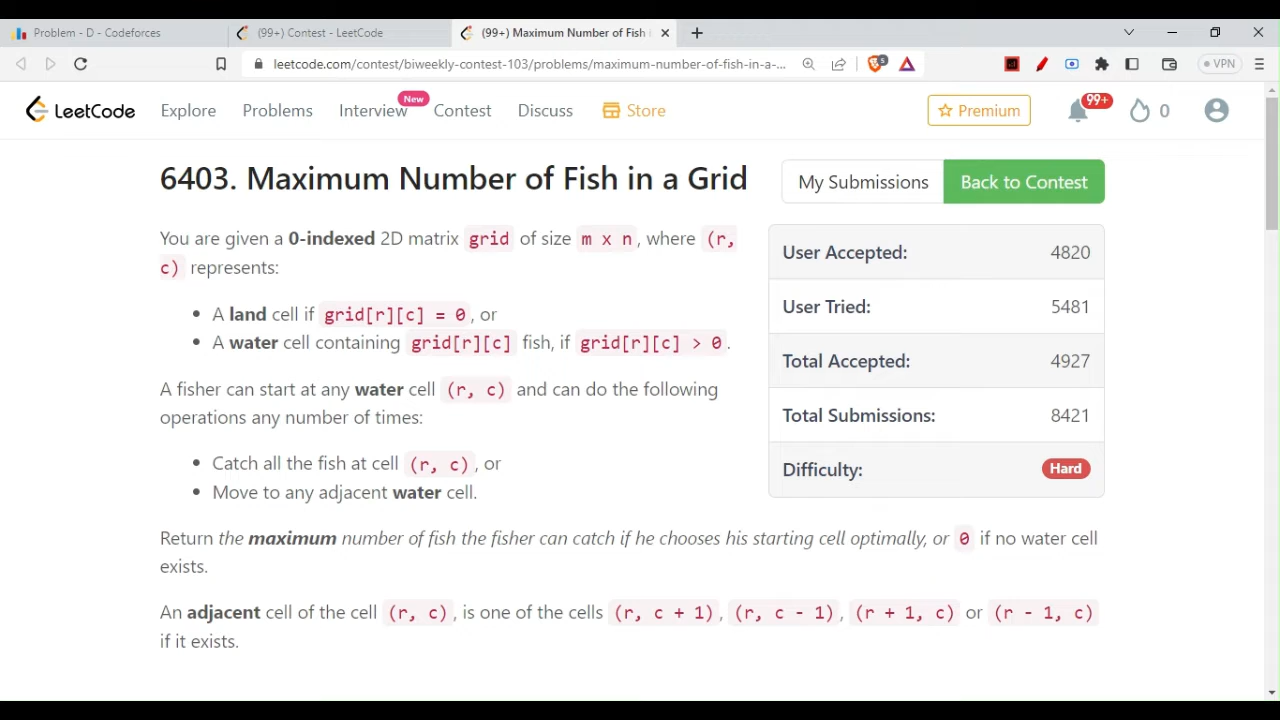 Problem - D - Codeforces
(99+) Contest - LeetCode
(99+) Maximum Number of Fish
leetcode.com/contest/biweekly-contest-103/problems/maximum-number-of-fish-in-a-...
5
VPN
LeetCode
Explore
Problems
Interview
New
Contest
Discuss
Store
Premium
99+
0
6403. Maximum Number of Fish in a Grid
My Submissions
Back to Contest
You are given a 0-indexed 2D matrix grid of size m x n, where (r,
c) represents:
A land cell if grid[r][c] = 0, or
A water cell containing grid[r][c] fish, if grid[r][c] > 0.
A fisher can start at any water cell (r, c) and can do the following
operations any number of times:
Catch all the fish at cell (r, c), or
Move to any adjacent water cell.
User Accepted: 4820
User Tried: 5481
Total Accepted: 4927
Total Submissions: 8421
Difficulty: Hard
Return the maximum number of fish the fisher can catch if he chooses his starting cell optimally, or 0 if no water cell
exists.
An adjacent cell of the cell (r, c), is one of the cells (r, c + 1), (r, c - 1), (r + 1, c) or (r - 1, c)
if it exists.